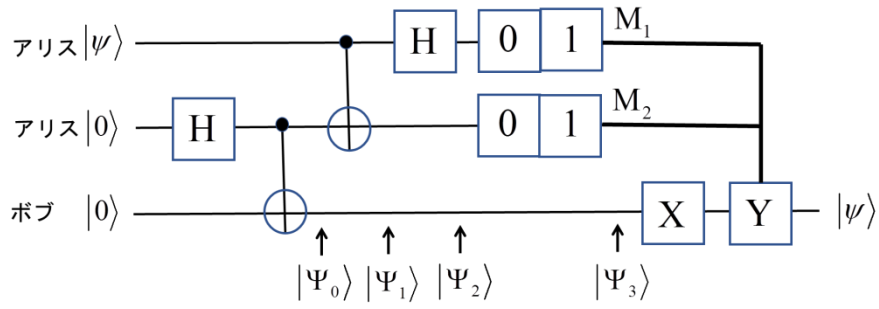 アリス |ψ⟩ H 0 1 M₁
アリス |0⟩ H 0 1 M₂
ボブ |0⟩ X Y |ψ⟩
|Ψ₀⟩ |Ψ₁⟩ |Ψ₂⟩ |Ψ₃⟩